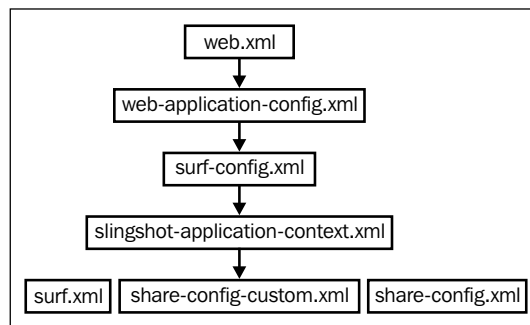 web.xml
web-application-config.xml
surf-config.xml
slingshot-application-context.xml
surf.xml share-config-custom.xml share-config.xml